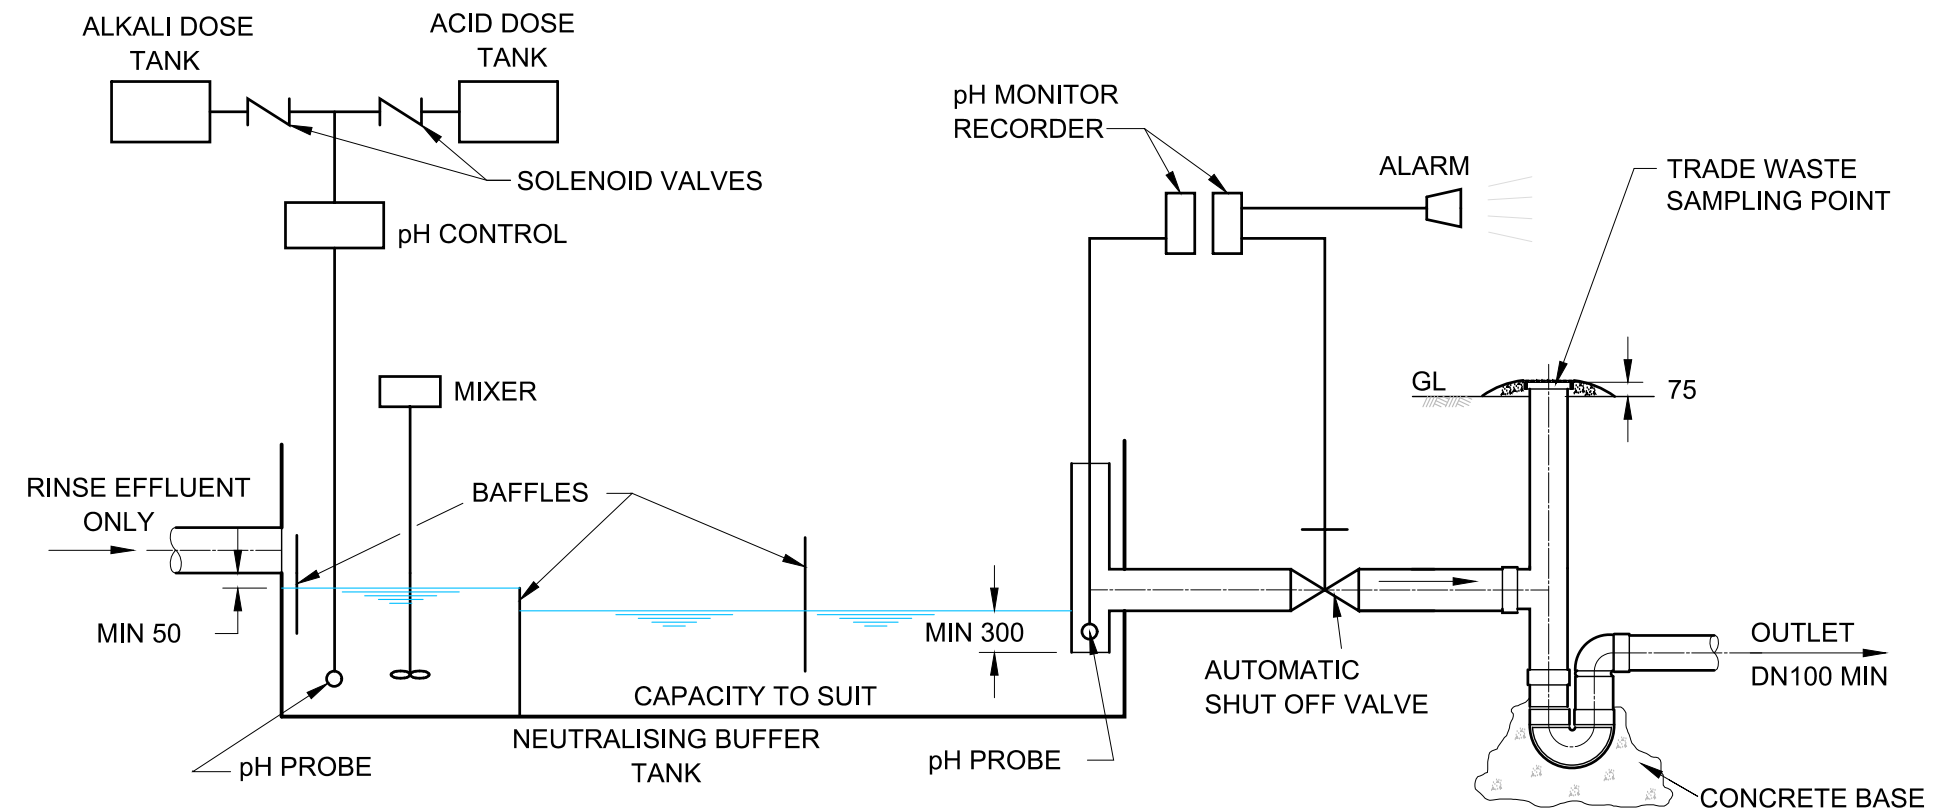 ALKALI DOSE
TANK
ACID DOSE
TANK
SOLENOID VALVES
pH CONTROL
MIXER
RINSE EFFLUENT
ONLY
BAFFLES
MIN 50
pH PROBE
CAPACITY TO SUIT
NEUTRALISING BUFFER
TANK
MIN 300
pH PROBE
pH MONITOR
RECORDER
ALARM
TRADE WASTE
SAMPLING POINT
GL
75
AUTOMATIC
SHUT OFF VALVE
OUTLET
DN100 MIN
CONCRETE BASE